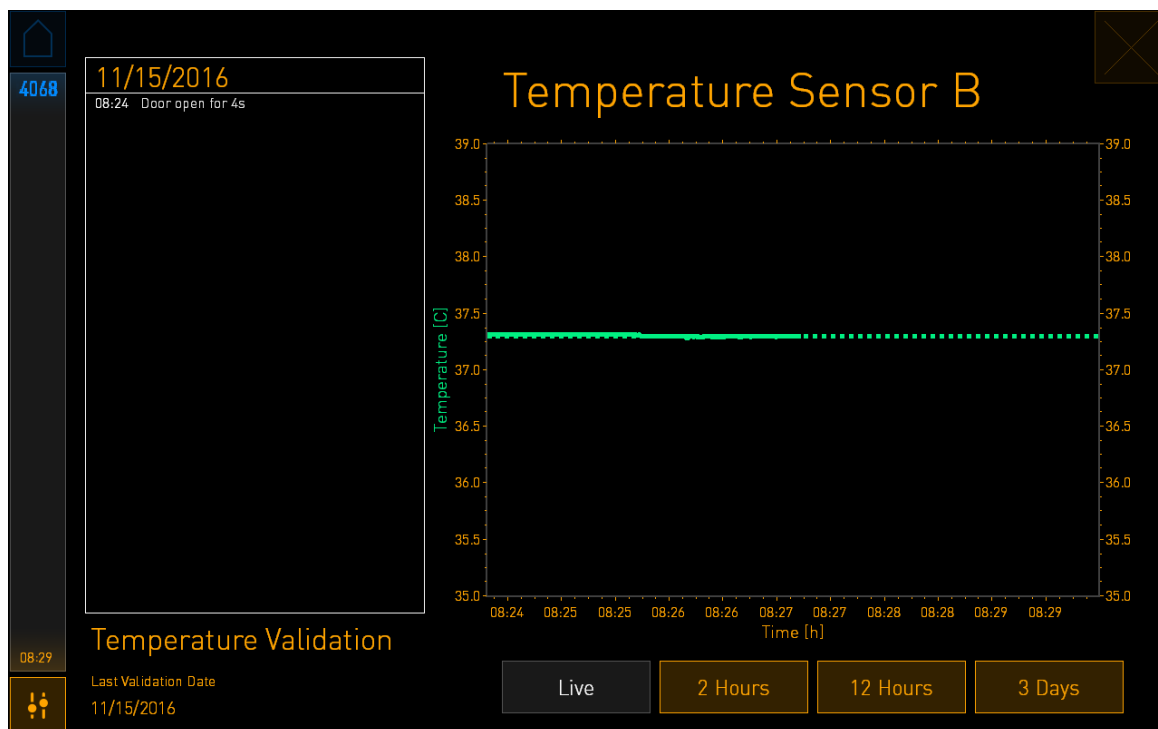 4068
08:29
11/15/2016
08:24 Door open for 4s
Temperature Validation
Last Validation Date
11/15/2016
Temperature Sensor B
Temperature [C]
39.0
38.5
38.0
37.5
37.0
36.5
36.0
35.5
35.0
39.0
38.5
38.0
37.5
37.0
36.5
36.0
35.5
35.0
08:24 08:25 08:25 08:26 08:26 08:27 08:27 08:28 08:28 08:29 08:29
Time [h]
Live 2 Hours 12 Hours 3 Days